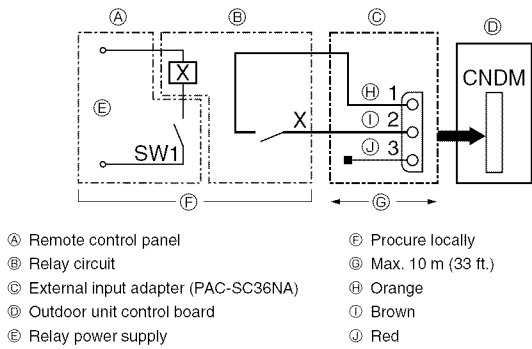 Ⓐ Ⓑ Ⓒ Ⓓ
CNDM
X
Ⓗ 1
Ⓔ
Ⓘ 2
X
Ⓙ 3
SW1
Ⓕ Ⓖ
Ⓐ Remote control panel
Ⓑ Relay circuit
Ⓒ External input adapter (PAC-SC36NA)
Ⓓ Outdoor unit control board
Ⓔ Relay power supply
Ⓕ Procure locally
Ⓖ Max. 10 m (33 ft.)
Ⓗ Orange
Ⓘ Brown
Ⓙ Red